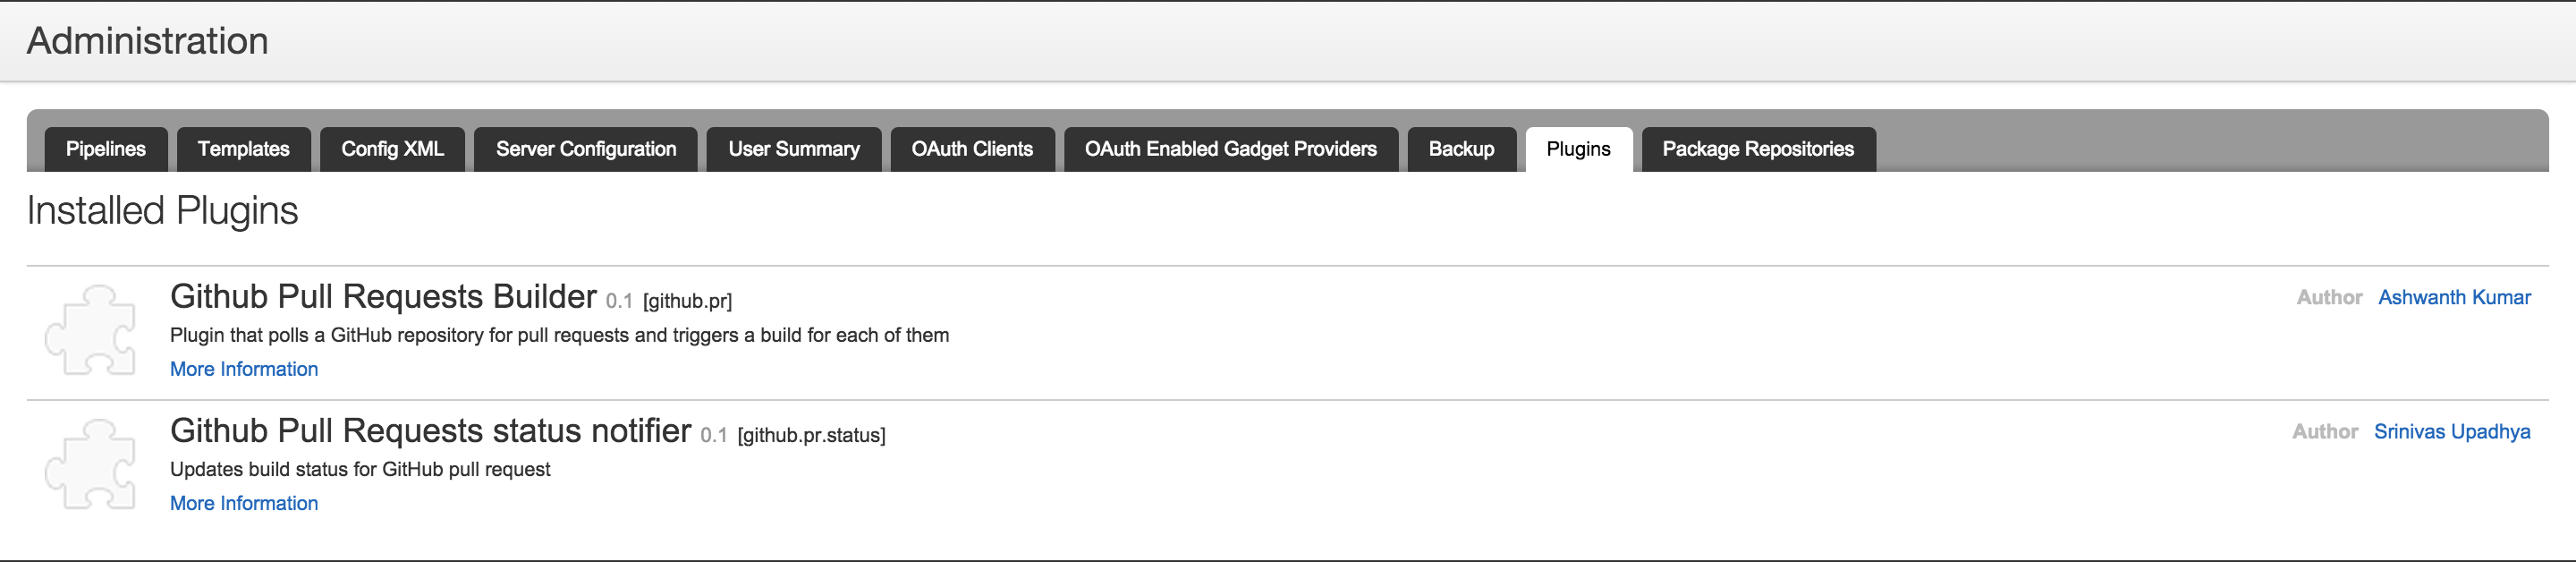 Administration
Pipelines Templates Config XML Server Configuration User Summary OAuth Clients OAuth Enabled Gadget Providers Backup Plugins Package Repositories
Installed Plugins
Github Pull Requests Builder 0.1 [github.pr] Author Ashwanth Kumar
Plugin that polls a GitHub repository for pull requests and triggers a build for each of them
More Information
Github Pull Requests status notifier 0.1 [github.pr.status] Author Srinivas Upadhya
Updates build status for GitHub pull request
More Information